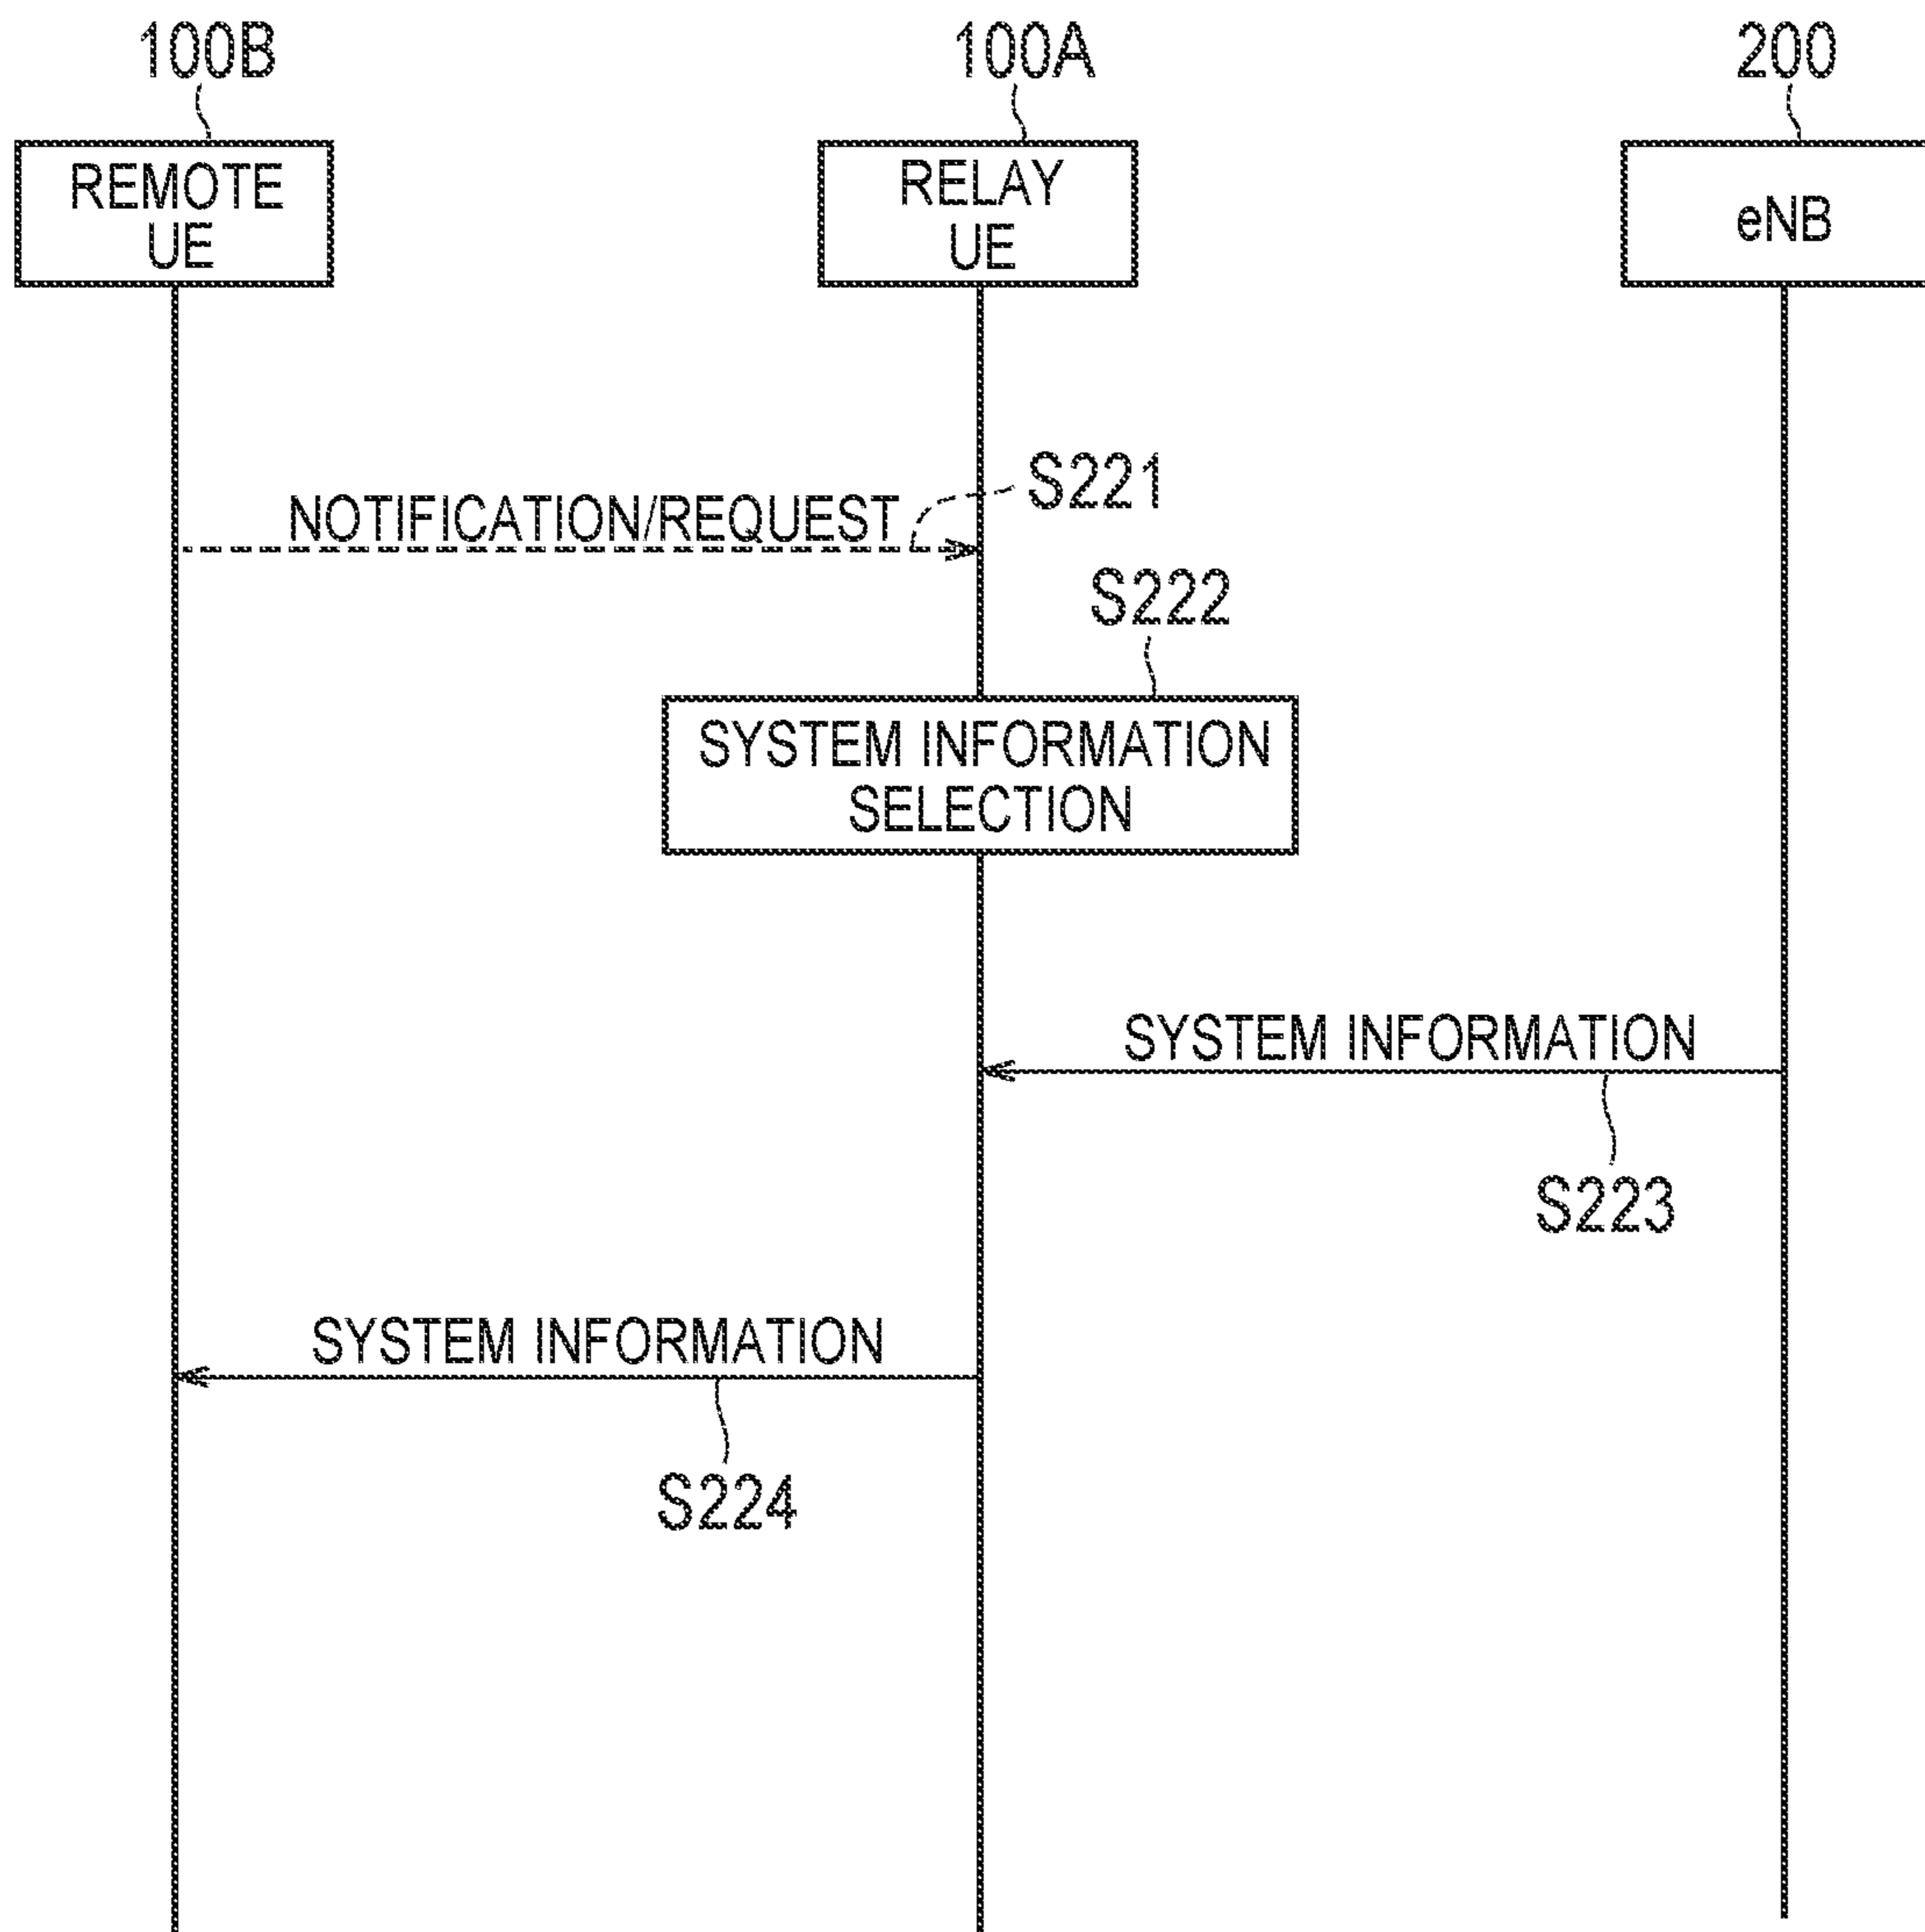 100B
100A
200
REMOTE
UE
RELAY
UE
eNB
S221
NOTIFICATION/REQUEST
S222
SYSTEM INFORMATION
SELECTION
SYSTEM INFORMATION
S223
SYSTEM INFORMATION
S224